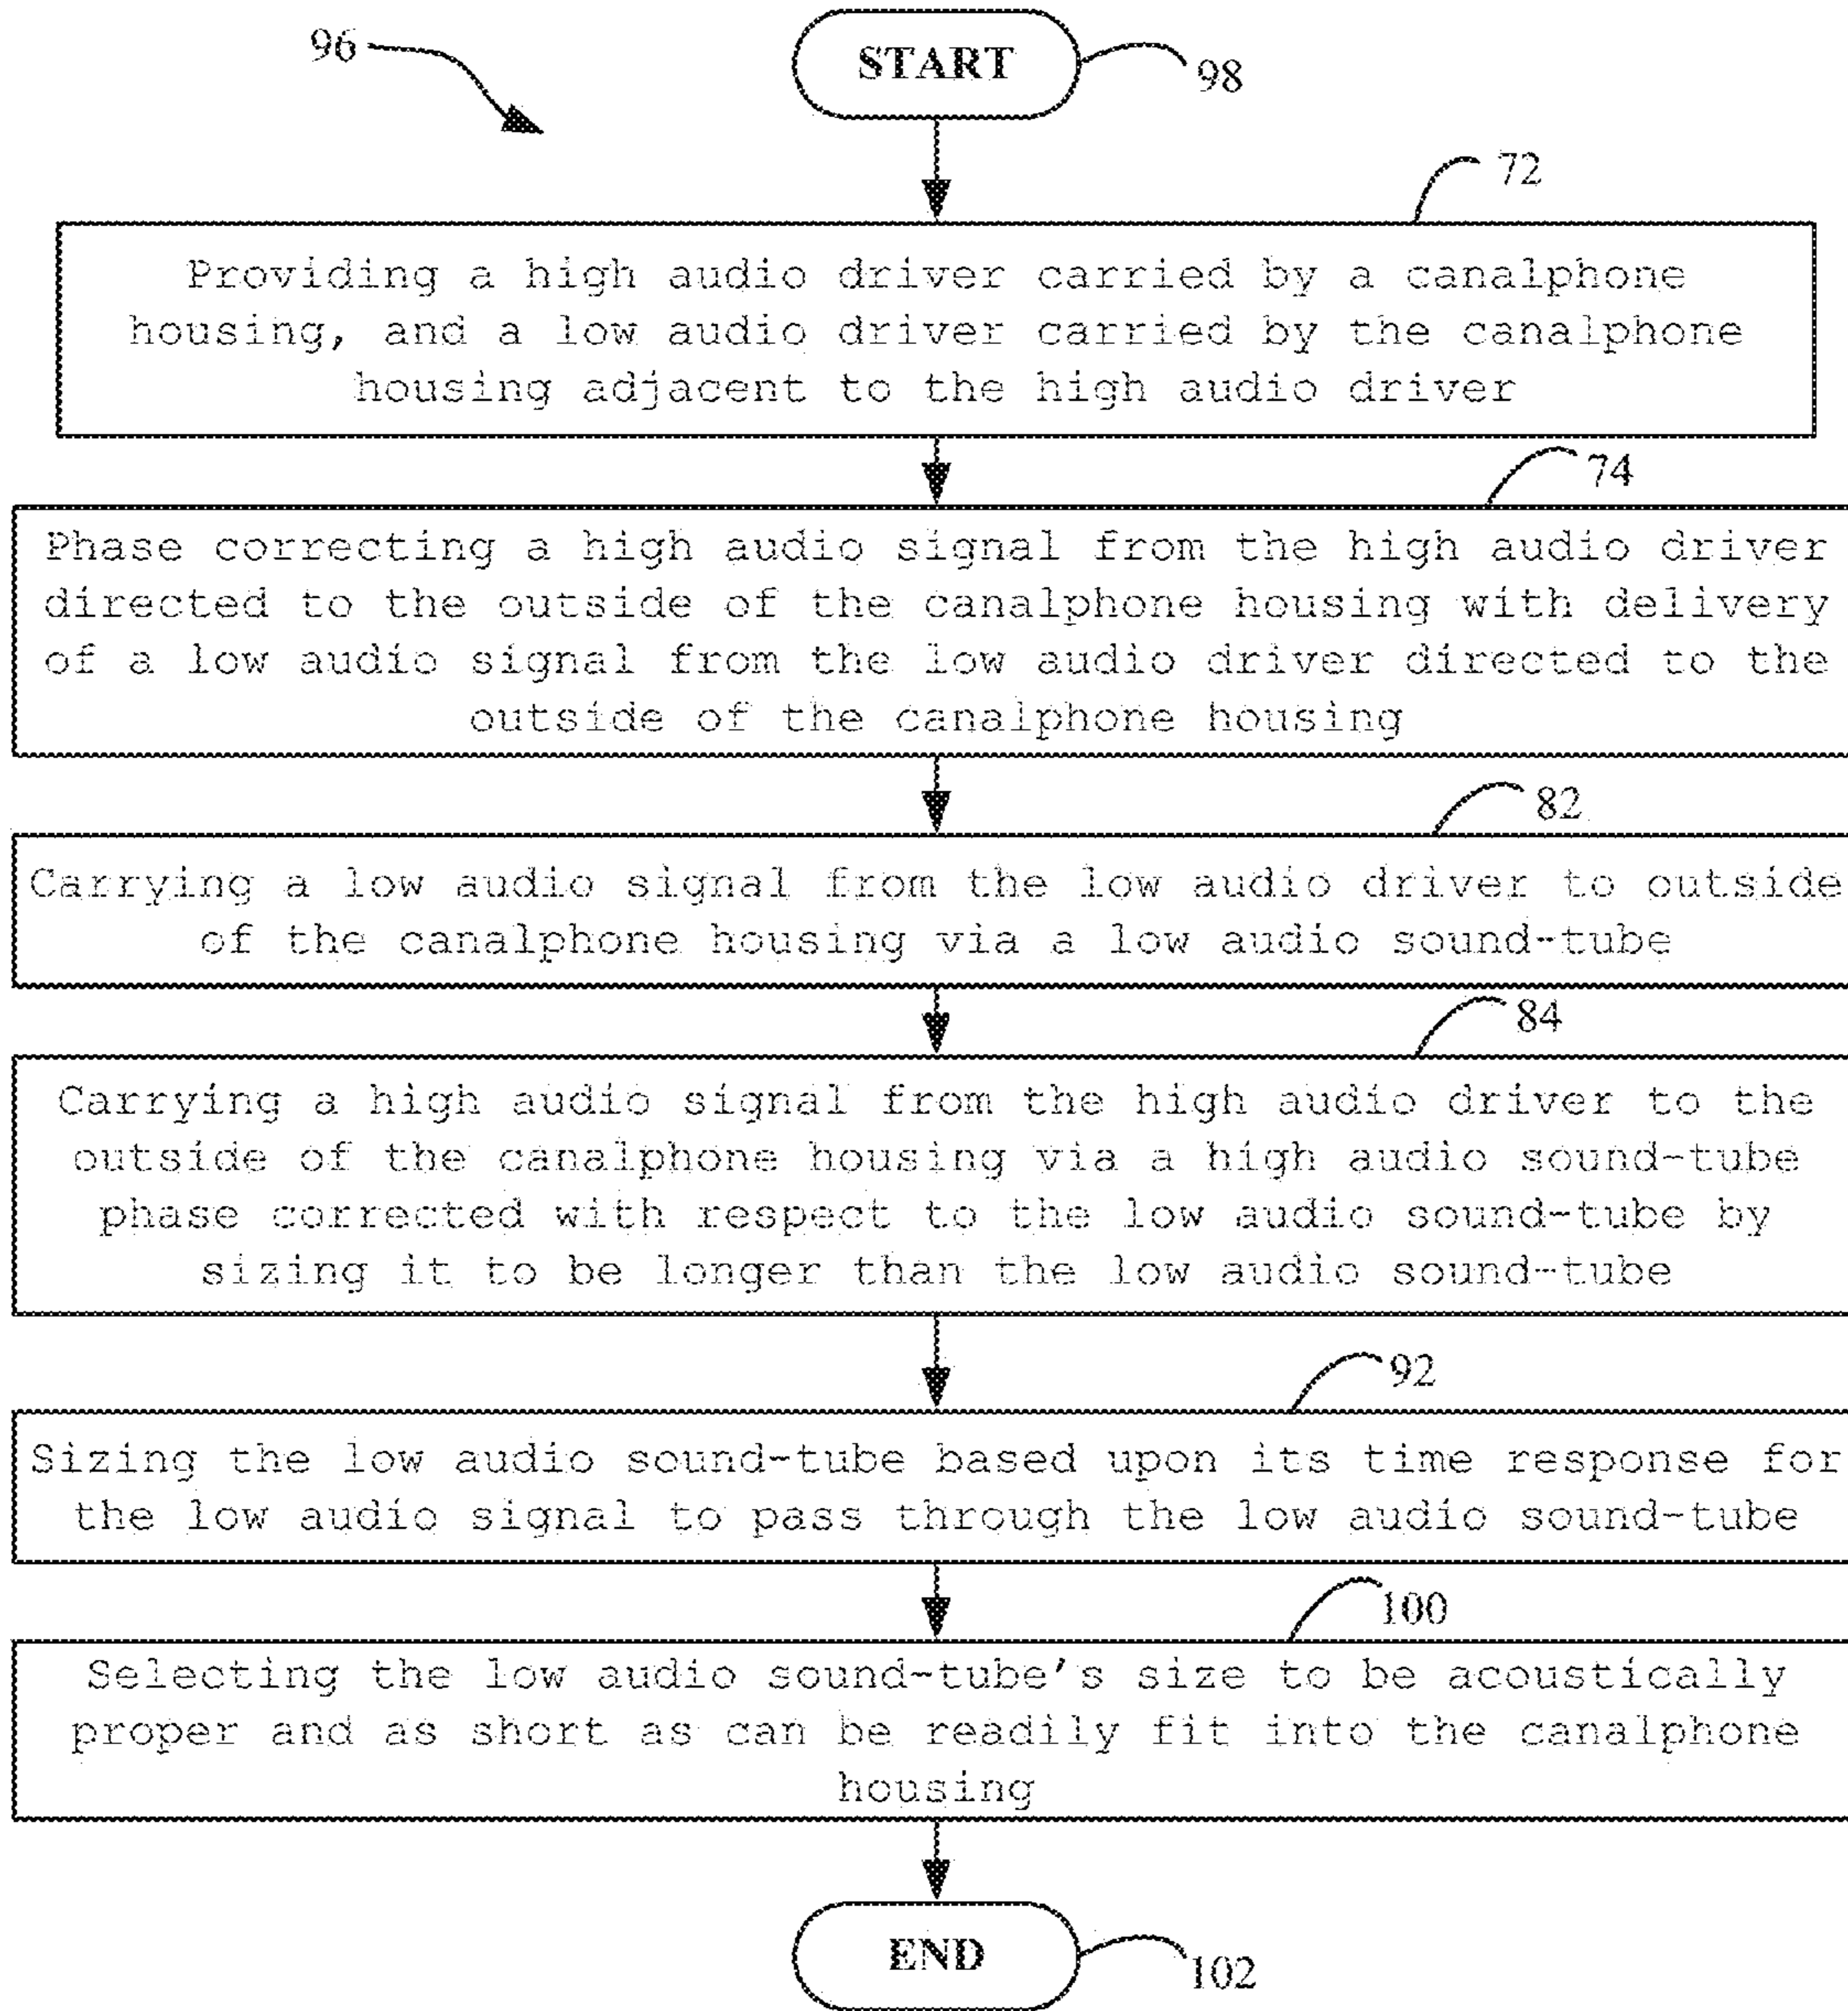 96
START
98
72
Providing a high audio driver carried by a canalphone
housing, and a low audio driver carried by the canalphone
housing adjacent to the high audio driver
74
Phase correcting a high audio signal from the high audio driver
directed to the outside of the canalphone housing with delivery
of a low audio signal from the low audio driver directed to the
outside of the canalphone housing
82
Carrying a low audio signal from the low audio driver to outside
of the canalphone housing via a low audio sound-tube
84
Carrying a high audio signal from the high audio driver to the
outside of the canalphone housing via a high audio sound-tube
phase corrected with respect to the low audio sound-tube by
sizing it to be longer than the low audio sound-tube
92
Sizing the low audio sound-tube based upon its time response for
the low audio signal to pass through the low audio sound-tube
100
Selecting the low audio sound-tube's size to be acoustically
proper and as short as can be readily fit into the canalphone
housing
END
102